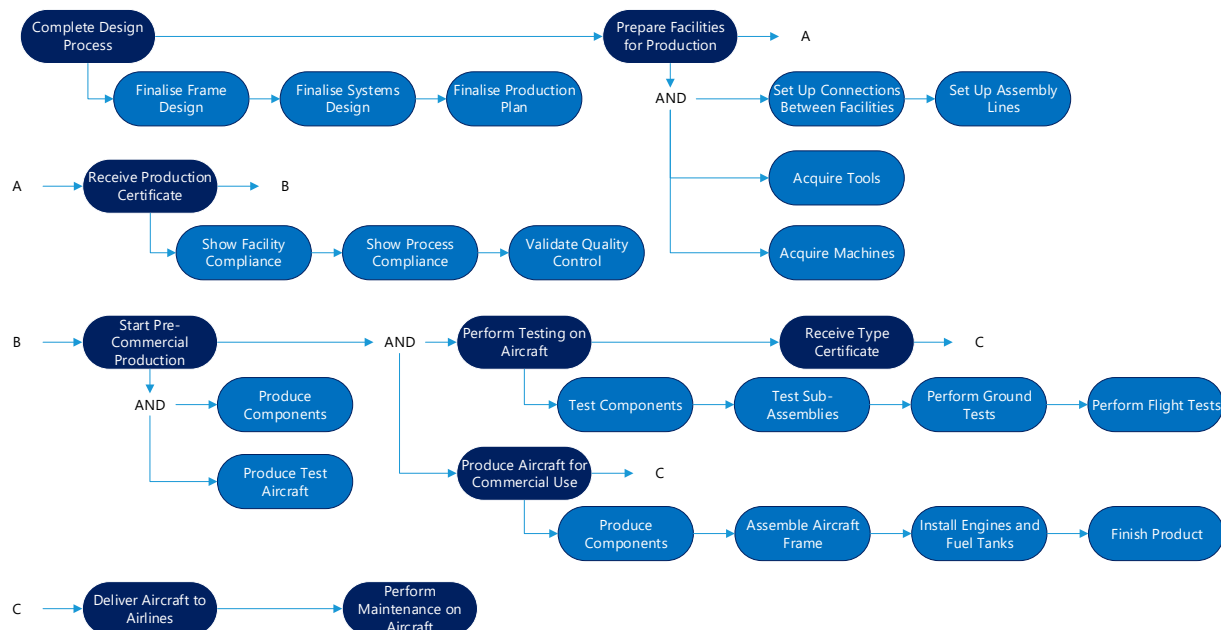 Complete Design
Process
Prepare Facilities
for Production
A
Finalise Frame
Design
Finalise Systems
Design
Finalise Production
Plan
AND
Set Up Connections
Between Facilities
Set Up Assembly
Lines
A
Receive Production
Certificate
B
Acquire Tools
Show Facility
Compliance
Show Process
Compliance
Validate Quality
Control
Acquire Machines
B
Start Pre-
Commercial
Production
AND
Perform Testing on
Aircraft
Receive Type
Certificate
C
AND
Produce
Components
Test Components
Test Sub-
Assemblies
Perform Ground
Tests
Perform Flight Tests
Produce Test
Aircraft
Produce Aircraft for
Commercial Use
C
Produce
Components
Assemble Aircraft
Frame
Install Engines and
Fuel Tanks
Finish Product
C
Deliver Aircraft to
Airlines
Perform
Maintenance on
Aircraft